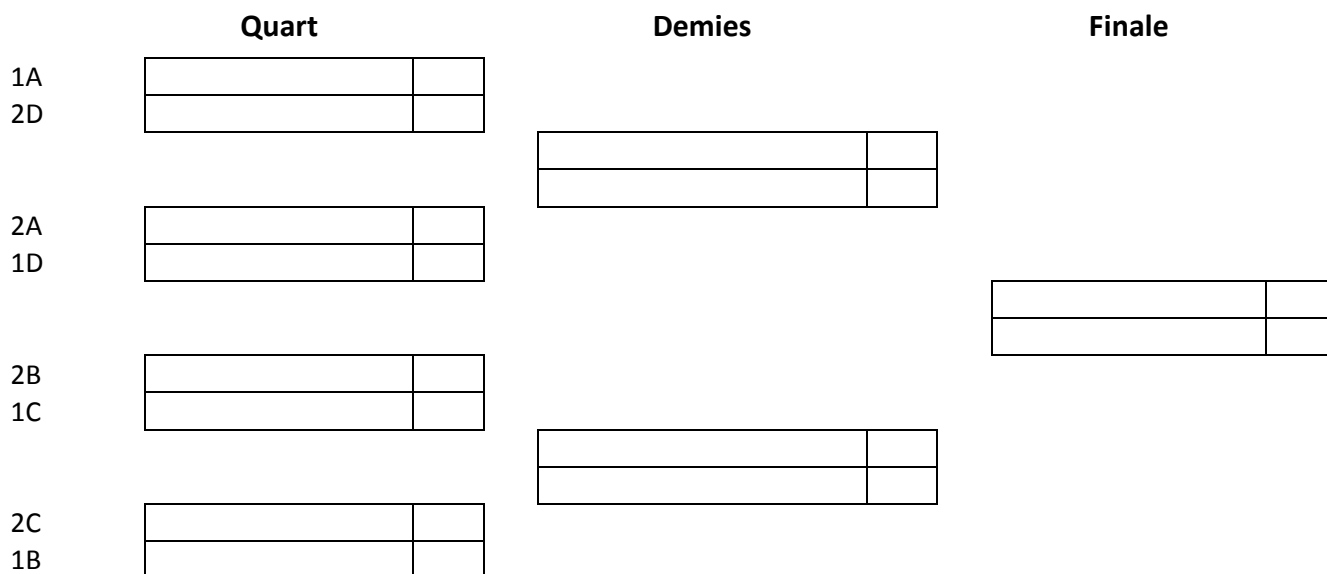 Quart Demies Finale
1A
2D
2A
1D
2B
1C
2C
1B